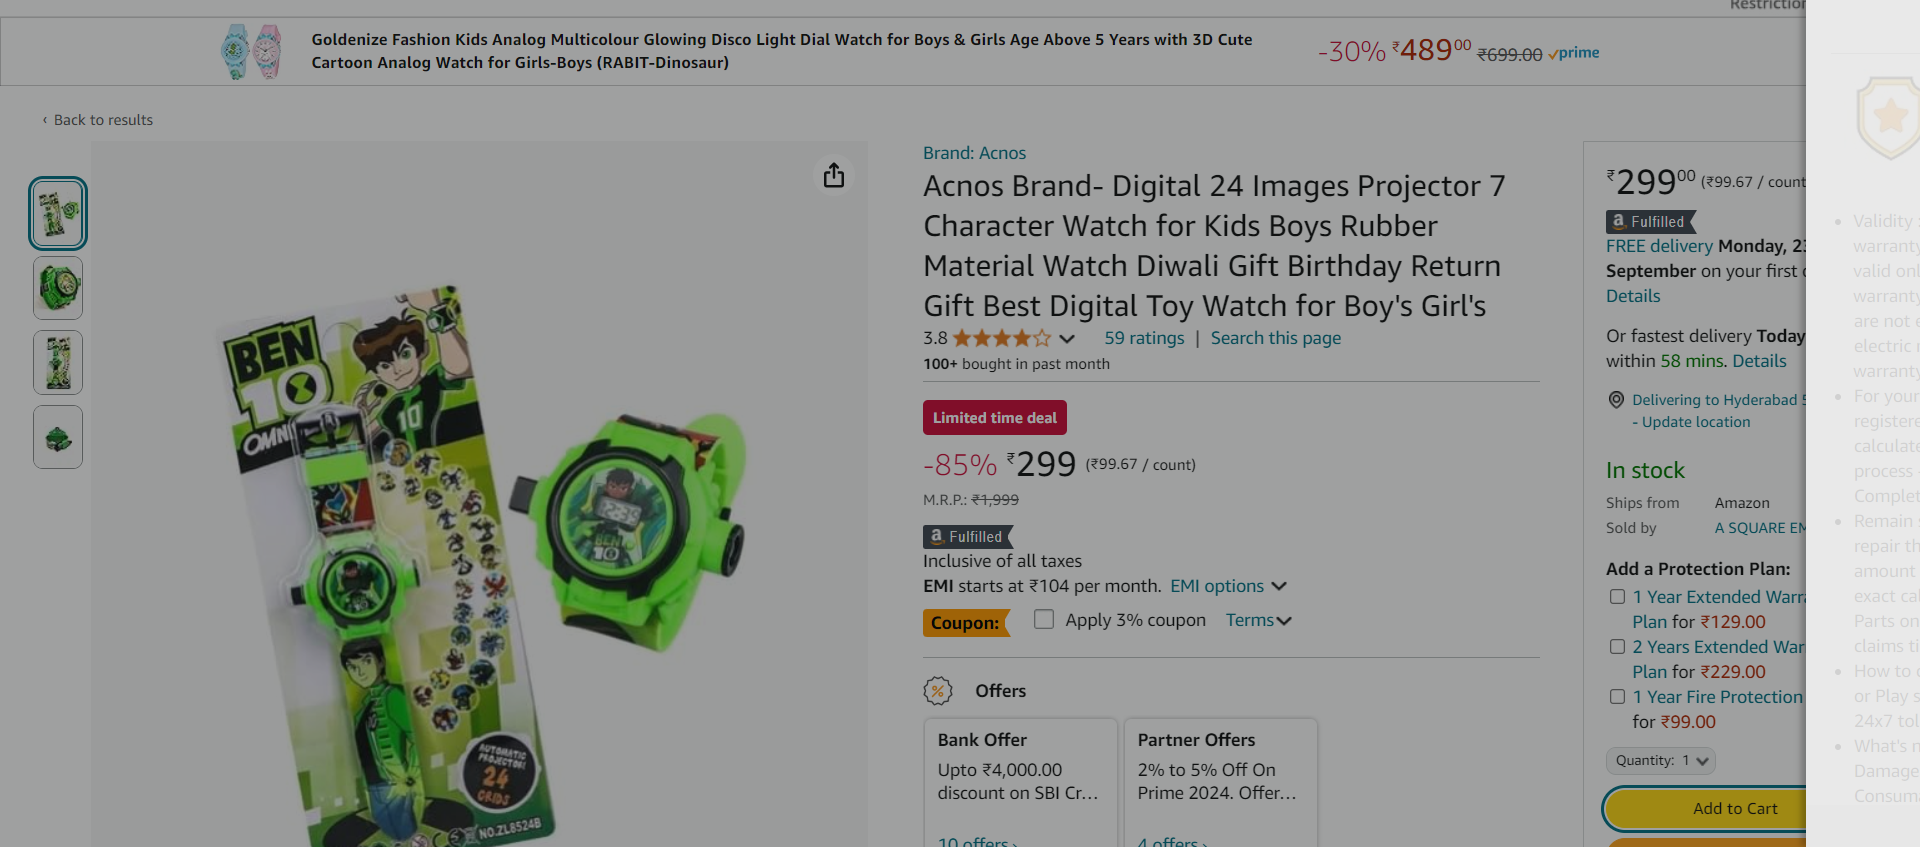 Restriction
Goldenize Fashion Kids Analog Multicolour Glowing Disco Light Dial Watch for Boys & Girls Age Above 5 Years with 3D Cute
Cartoon Analog Watch for Girls-Boys (RABIT-Dinosaur)
-30% ₹48900 ₹699.00 prime
‹ Back to results
BEN
10
OMNI
10
BEN
10
AUTOMATIC
PROJECTOR!
24
GRIDS
NO.ZL8524B
Brand: Acnos
Acnos Brand- Digital 24 Images Projector 7
Character Watch for Kids Boys Rubber
Material Watch Diwali Gift Birthday Return
Gift Best Digital Toy Watch for Boy's Girl's
3.8 59 ratings | Search this page
100+ bought in past month
Limited time deal
-85% ₹299 (₹99.67 / count)
M.R.P.: ₹1,999
a Fulfilled
Inclusive of all taxes
EMI starts at ₹104 per month. EMI options
Coupon: Apply 3% coupon Terms
Offers
Bank Offer
Upto ₹4,000.00
discount on SBI Cr…
10 offers ›
Partner Offers
2% to 5% Off On
Prime 2024. Offer…
4 offers ›
₹29900 (₹99.67 / count
a Fulfilled
FREE delivery Monday, 23
September on your first
Details
Or fastest delivery Today
within 58 mins. Details
Delivering to Hyderabad 5
- Update location
In stock
Ships from Amazon
Sold by A SQUARE EM
Add a Protection Plan:
1 Year Extended Warra
Plan for ₹129.00
2 Years Extended War
Plan for ₹229.00
1 Year Fire Protection
for ₹99.00
Quantity: 1
Add to Cart
Validity
warranty
valid onl
warranty
are not e
electric
warranty
For your
registere
calculate
process
Complet
Remain
repair th
amount
exact cal
Parts on
claims ti
How to
or Play s
24x7 tol
What's n
Damage
Consuma